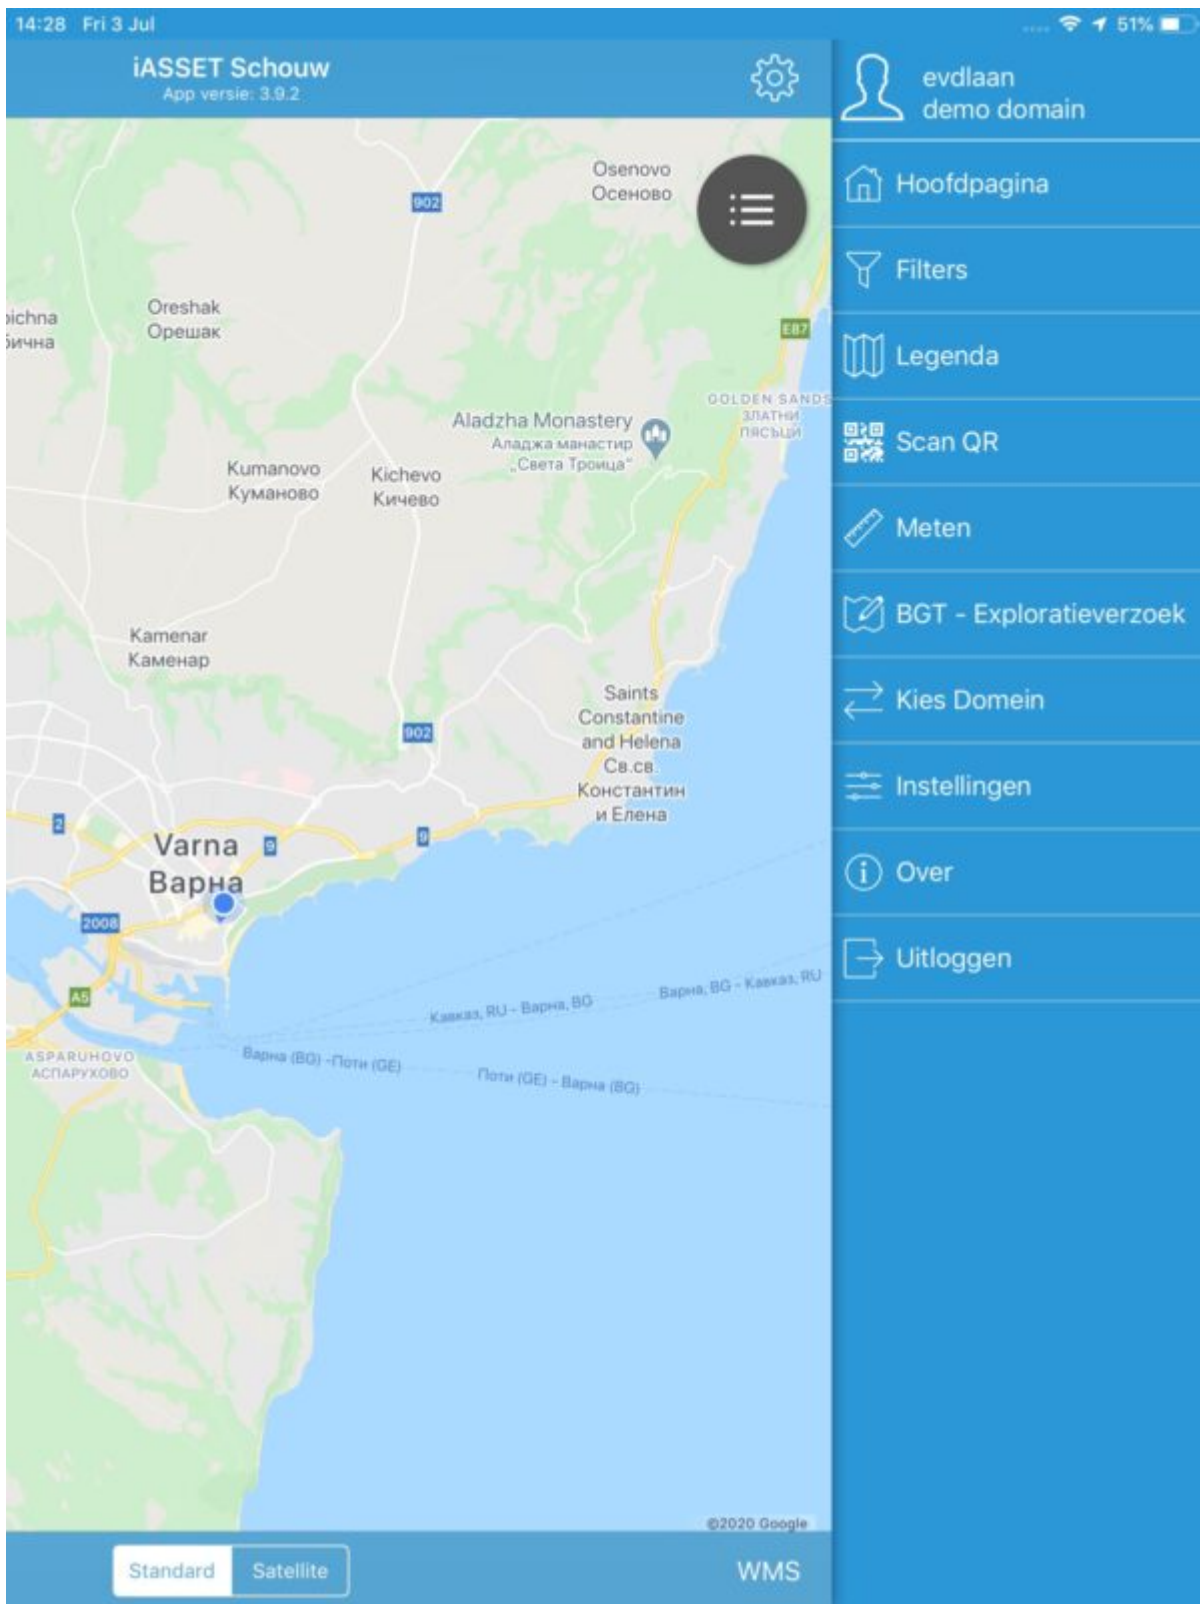 14:28 Fri 3 Jul
51%
iASSET Schouw
App versie: 3.9.2
evdlaan
demo domain
Hoofdpagina
Filters
Legenda
Scan QR
Meten
BGT - Exploratieverzoek
Kies Domein
Instellingen
Over
Uitloggen
Osenovo
Осеново
902
Oreshak
Орешак
E87
GOLDEN SANDS
ЗЛАТНИ
ПЯСЪЦИ
Aladzha Monastery
Аладжа манастир
„Света Троица“
Kumanovo
Куманово
Kichevo
Кичево
Kamenar
Каменар
Saints
Constantine
and Helena
Св.св.
Константин
и Елена
902
2
9
9
Varna
Варна
2008
A5
ASPARUHOVO
АСПАРУХОВО
Кавказ, RU - Варна, BG
Варна, BG - Кавказ, RU
Варна (BG) -Поти (GE)
Поти (GE) - Варна (BG)
©2020 Google
Standard
Satellite
WMS